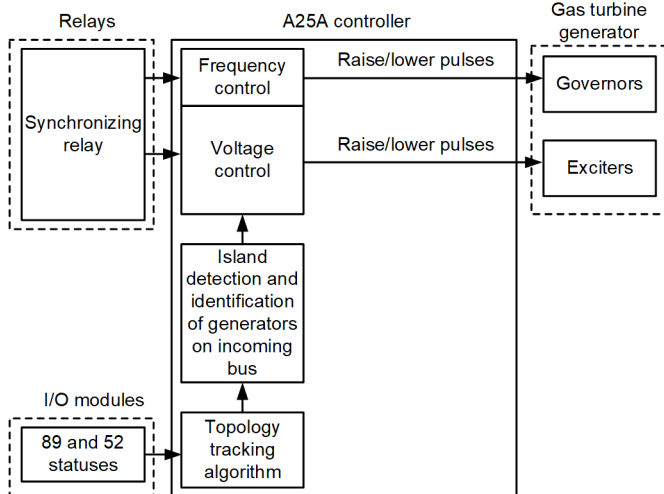 Relays
A25A controller
Gas turbine
generator
Synchronizing
relay
Frequency
control
Voltage
control
Raise/lower pulses
Raise/lower pulses
Governors
Exciters
Island
detection and
identification
of generators
on incoming
bus
I/O modules
89 and 52
statuses
Topology
tracking
algorithm